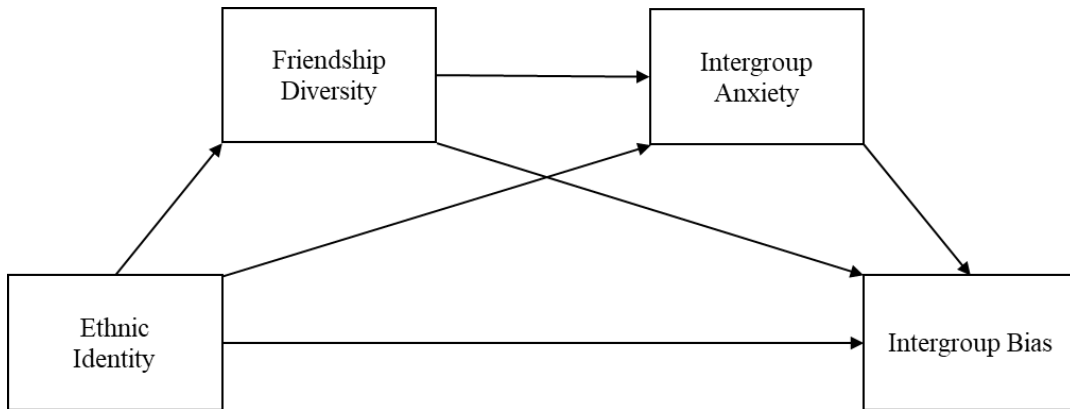 Friendship
Diversity
Intergroup
Anxiety
Ethnic
Identity
Intergroup Bias